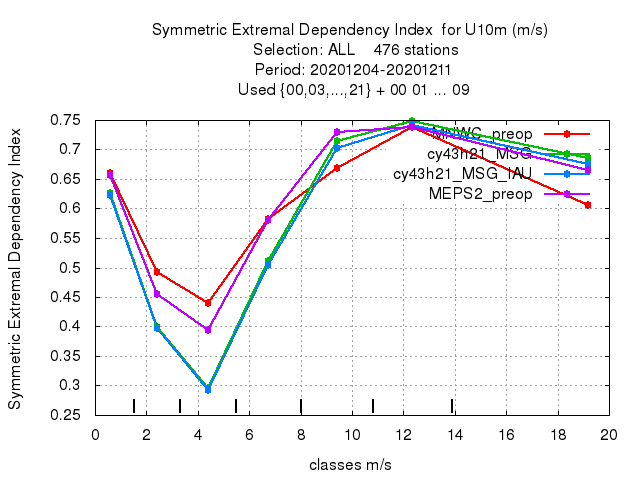 Symmetric Extremal Dependency Index for U10m (m/s)
Selection: ALL 476 stations
Period: 20201204-20201211
Used {00,03,...,21} + 00 01 ... 09
Symmetric Extremal Dependency Index
0.75
0.7
0.65
0.6
0.55
0.5
0.45
0.4
0.35
0.3
0.25
MNWC_preop
cy43h21_MSG
cy43h21_MSG_IAU
MEPS2_preop
0 2 4 6 8 10 12 14 16 18 20
classes m/s